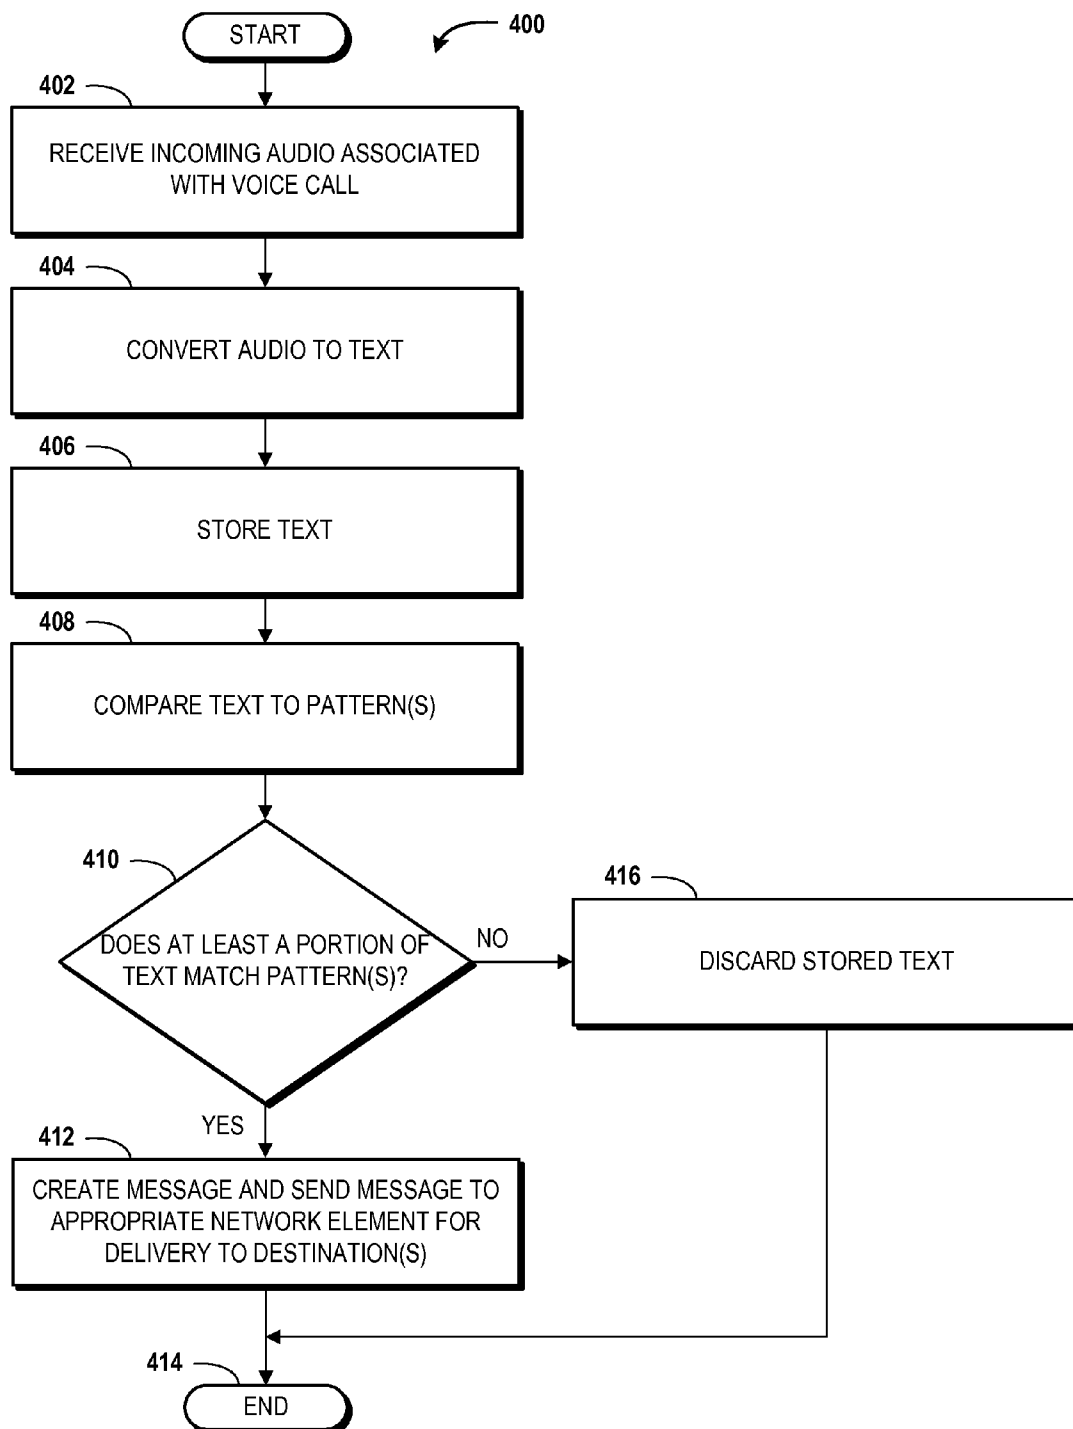 START
400
402
RECEIVE INCOMING AUDIO ASSOCIATED
WITH VOICE CALL
404
CONVERT AUDIO TO TEXT
406
STORE TEXT
408
COMPARE TEXT TO PATTERN(S)
410
DOES AT LEAST A PORTION OF
TEXT MATCH PATTERN(S)?
NO
416
DISCARD STORED TEXT
YES
412
CREATE MESSAGE AND SEND MESSAGE TO
APPROPRIATE NETWORK ELEMENT FOR
DELIVERY TO DESTINATION(S)
414
END